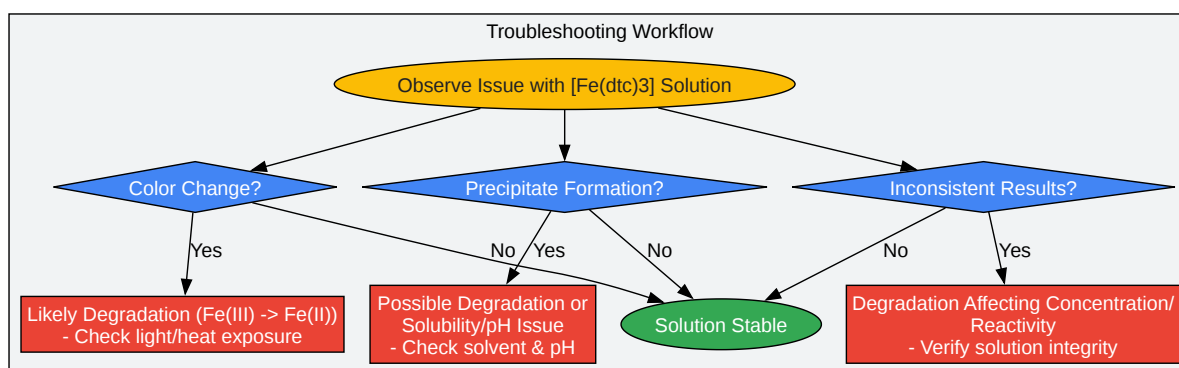 Troubleshooting Workflow
Observe Issue with [Fe(dtc)3] Solution
Color Change?
Precipitate Formation?
Inconsistent Results?
Yes
No
Yes
No
No
Yes
Likely Degradation (Fe(III) -> Fe(II))
- Check light/heat exposure
Possible Degradation or
Solubility/pH Issue
- Check solvent & pH
Solution Stable
Degradation Affecting Concentration/
Reactivity
- Verify solution integrity